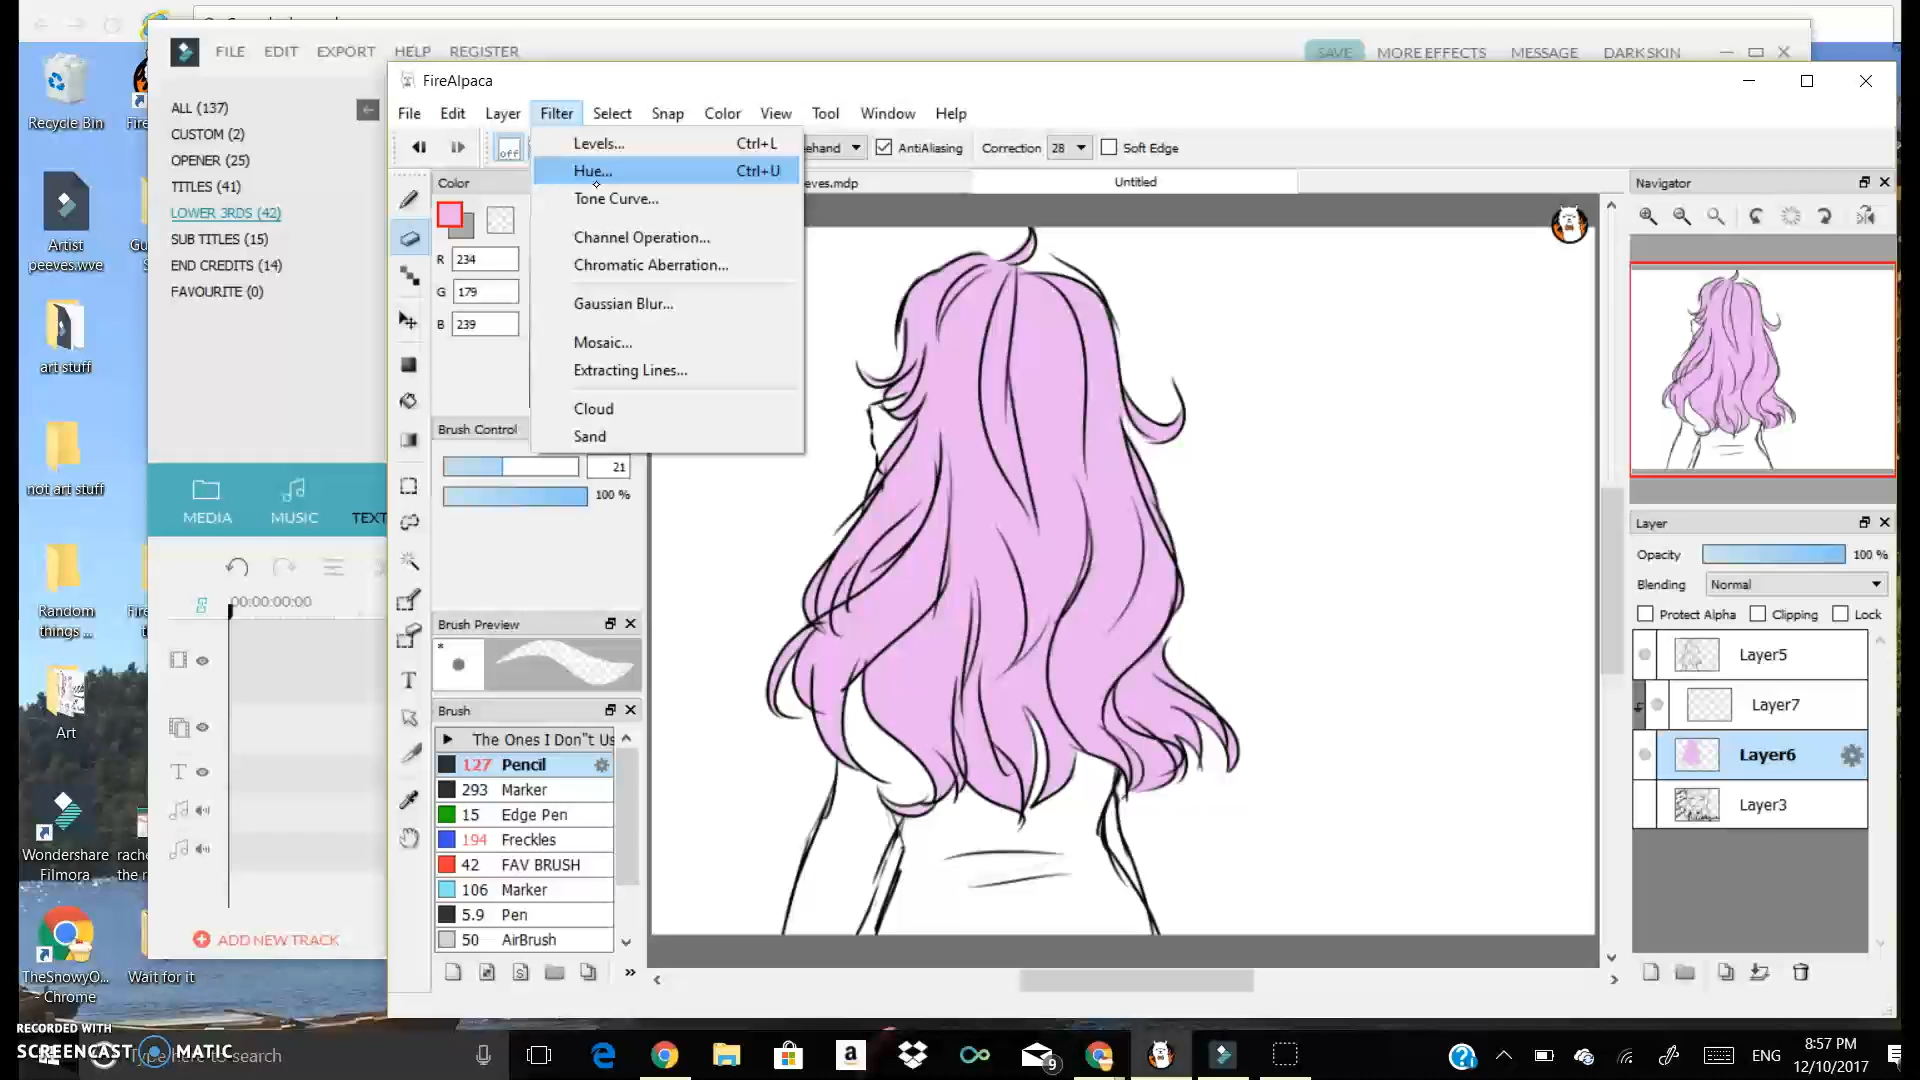 FILE EDIT EXPORT HELP REGISTER
SAVE MORE EFFECTS MESSAGE DARK SKIN
FireAlpaca
File Edit Layer Filter Select Snap Color View Tool Window Help
off
AntiAliasing Correction 28 Soft Edge
Levels... Ctrl+L
Hue... Ctrl+U
Tone Curve...
Channel Operation...
Chromatic Aberration...
Gaussian Blur...
Mosaic...
Extracting Lines...
Cloud
Sand
Untitled
Color
R 234
G 179
B 239
Brush Control
21
100 %
Brush Preview
Brush
The Ones I Don"t Us
127 Pencil
293 Marker
15 Edge Pen
194 Freckles
42 FAV BRUSH
106 Marker
5.9 Pen
50 AirBrush
Navigator
Layer
Opacity 100 %
Blending Normal
Protect Alpha Clipping Lock
Layer5
Layer7
Layer6
Layer3
ALL (137)
CUSTOM (2)
OPENER (25)
TITLES (41)
LOWER 3RDS (42)
SUB TITLES (15)
END CREDITS (14)
FAVOURITE (0)
MEDIA MUSIC TEXT
00:00:00:00
ADD NEW TRACK
Recycle Bin
Artist
peeves.wve
art stuff
not art stuff
Random
things ...
Art
Wondershare
Filmora
TheSnowyO...
- Chrome
Wait for it
RECORDED WITH
SCREENCAST MATIC
Type here to search
9
ENG
8:57 PM
12/10/2017